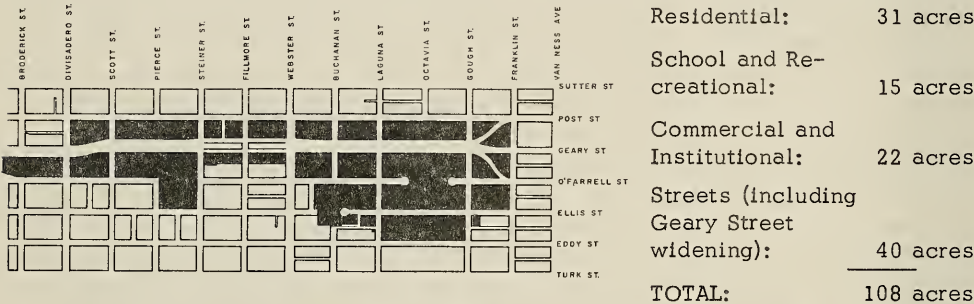 BRODERICK ST.
DIVISADERO ST.
SCOTT ST.
PIERCE ST.
STEINER ST.
FILLMORE ST.
WEBSTER ST.
BUCHANAN ST.
LAGUNA ST
OCTAVIA ST.
GOUGH ST.
FRANKLIN ST.
VAN NESS AVE
SUTTER ST
POST ST.
GEARY ST
O'FARRELL ST
ELLIS ST
EDDY ST
TURK ST.
Residential: 31 acres
School and Re-
creational: 15 acres
Commercial and
Institutional: 22 acres
Streets (including
Geary Street
widening): 40 acres
TOTAL: 108 acres